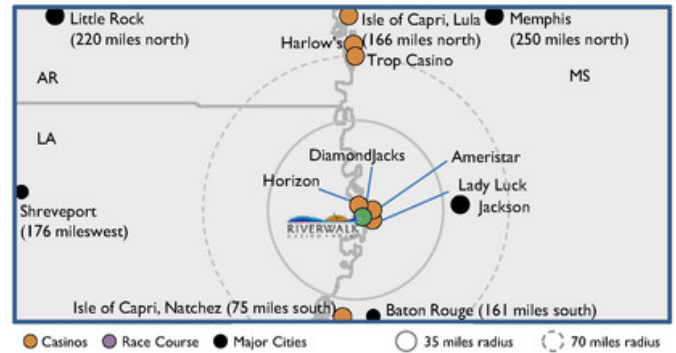 Little Rock
(220 miles north)
Isle of Capri, Lula
(166 miles north)
Memphis
(250 miles north)
Harlow's
Trop Casino
AR
MS
LA
DiamondJacks
Ameristar
Horizon
Lady Luck
Jackson
Shreveport
(176 mileswest)
RIVERWALK
Isle of Capri, Natchez (75 miles south)
Baton Rouge (161 miles south)
Casinos
Race Course
Major Cities
35 miles radius
70 miles radius